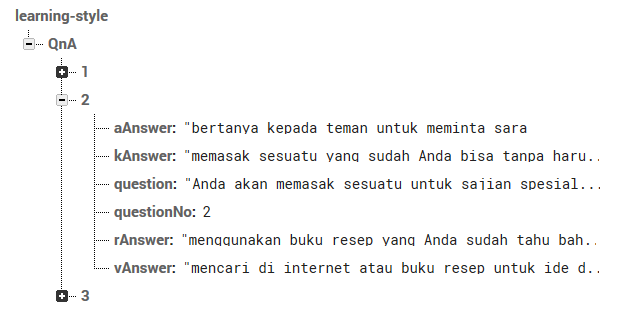 learning-style
QnA
1
2
aAnswer: "bertanya kepada teman untuk meminta sara
kAnswer: "memasak sesuatu yang sudah Anda bisa tanpa haru..
question: "Anda akan memasak sesuatu untuk sajian spesial...
questionNo: 2
rAnswer: "menggunakan buku resep yang Anda sudah tahu bah..
vAnswer: "mencari di internet atau buku resep untuk ide d..
3